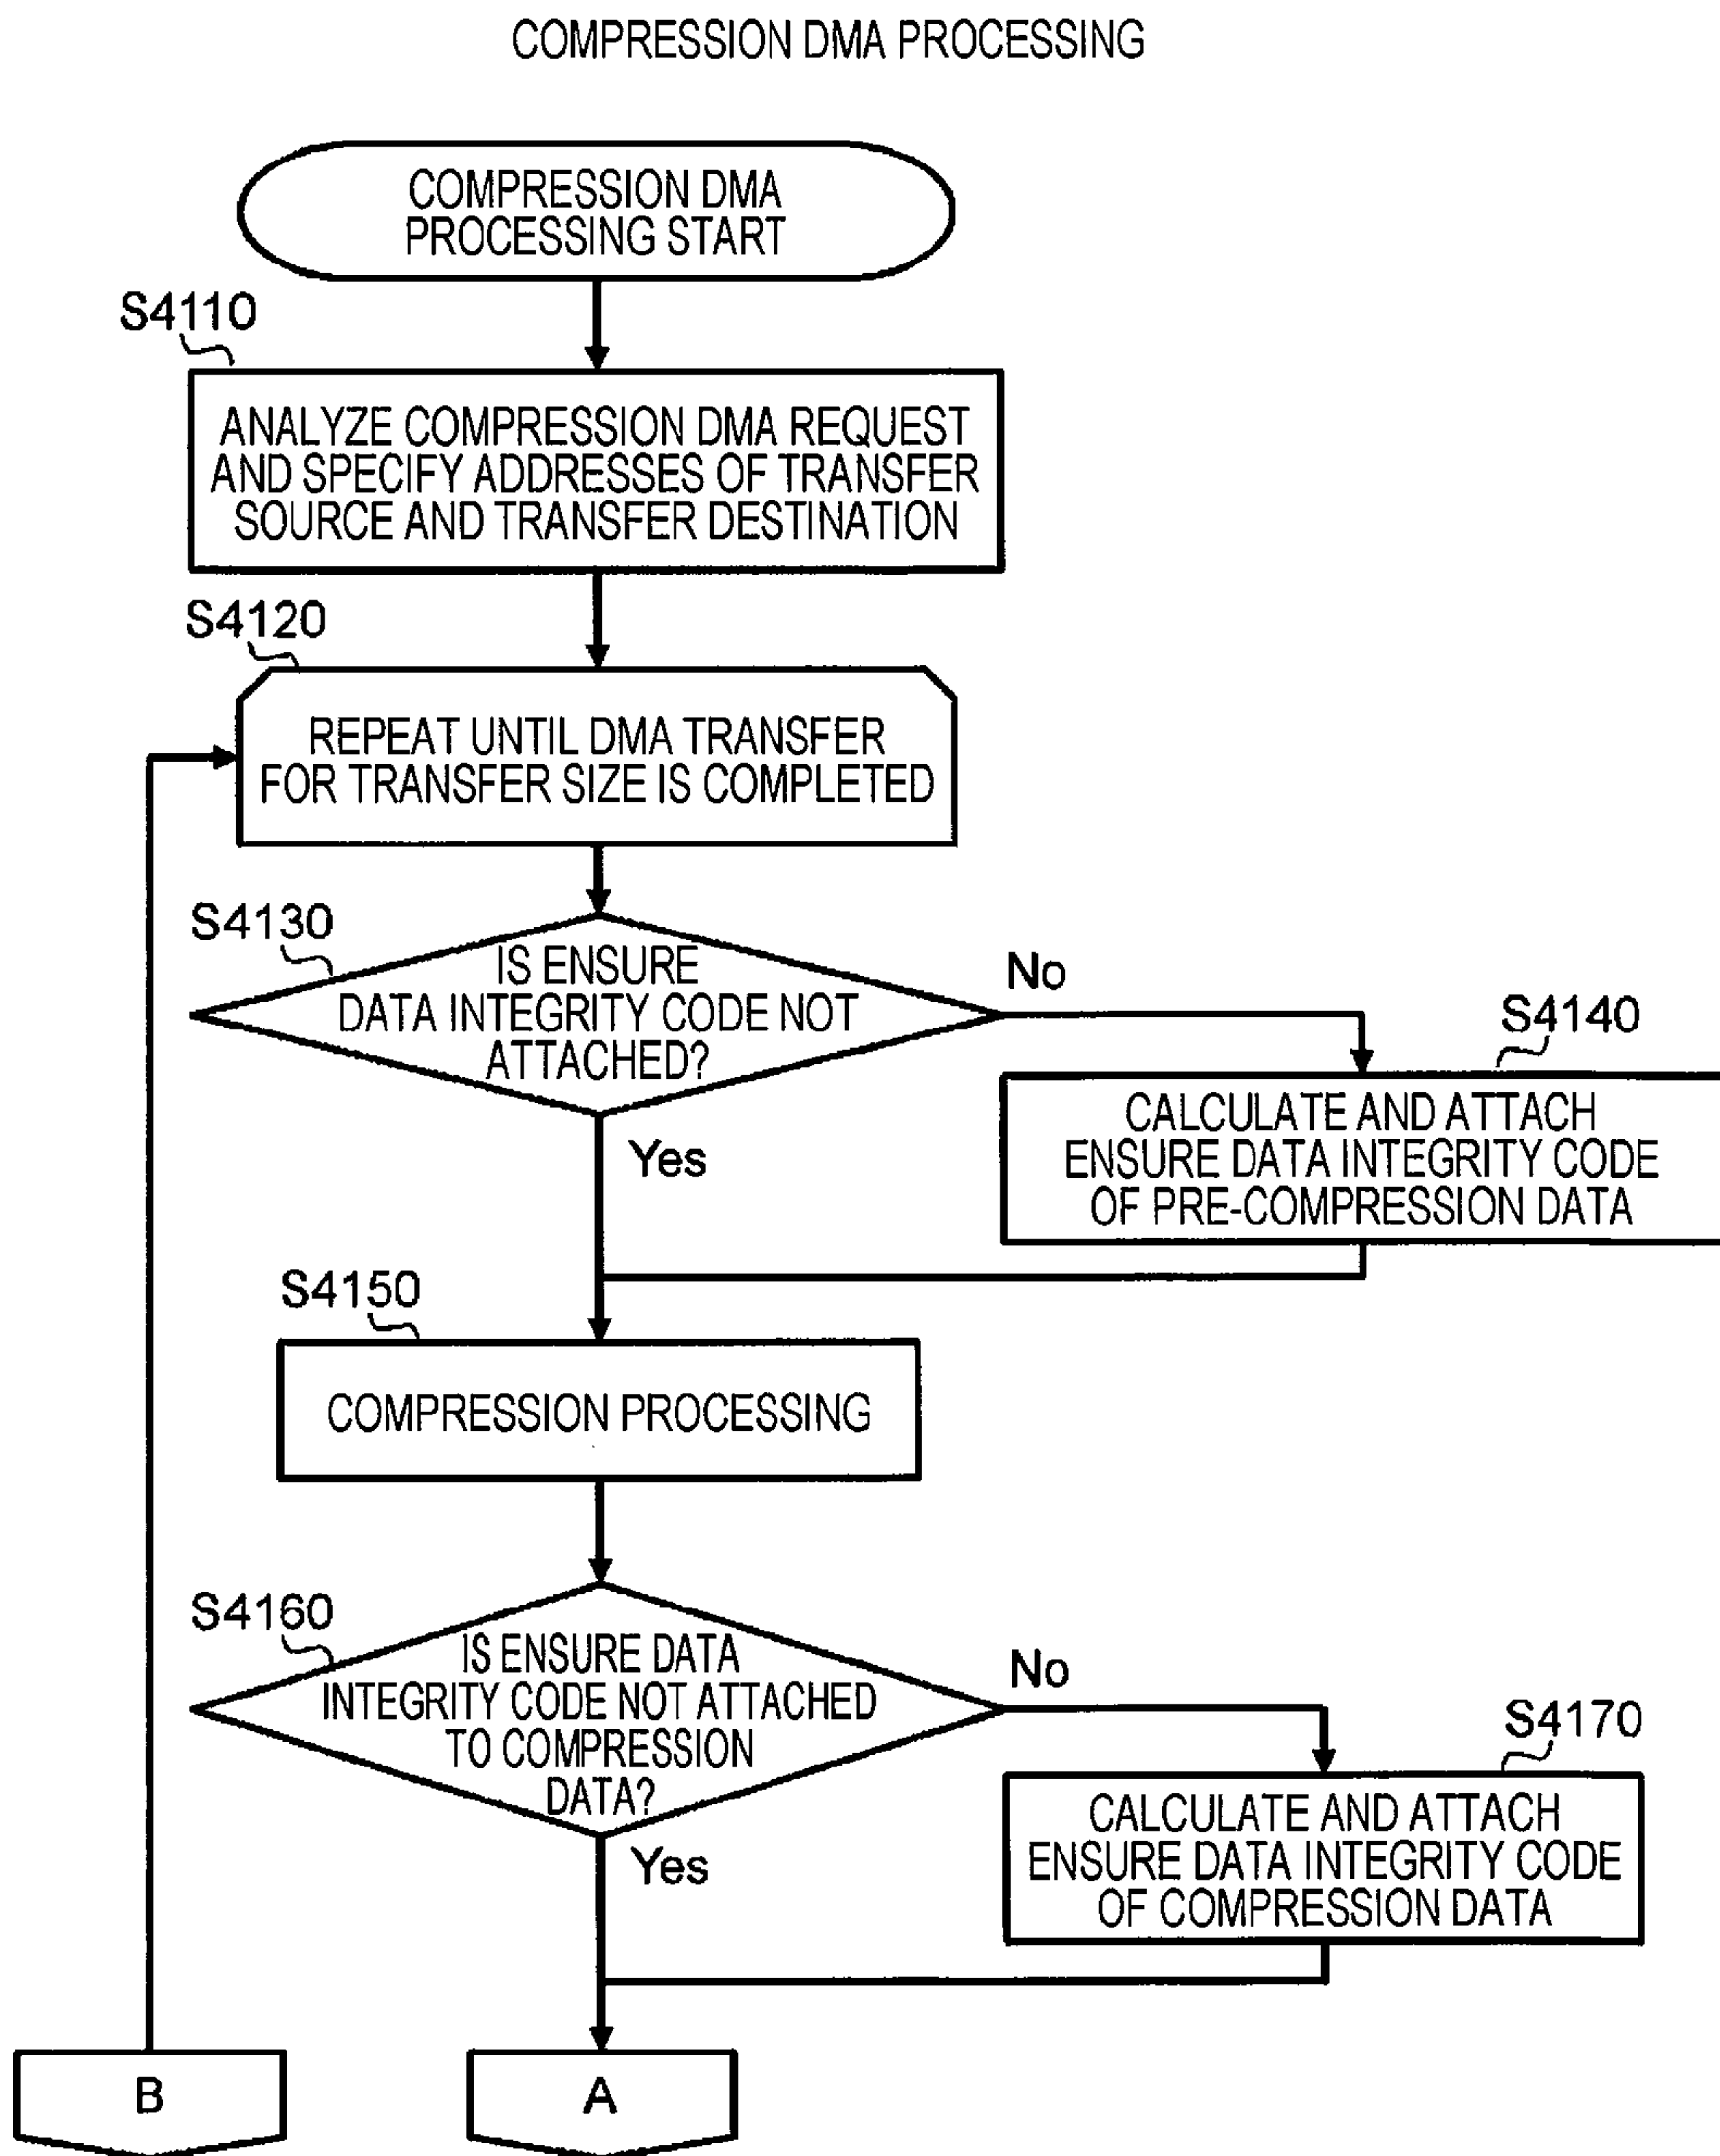 COMPRESSION DMA PROCESSING
COMPRESSION DMA
PROCESSING START
S4110
ANALYZE COMPRESSION DMA REQUEST
AND SPECIFY ADDRESSES OF TRANSFER
SOURCE AND TRANSFER DESTINATION
S4120
REPEAT UNTIL DMA TRANSFER
FOR TRANSFER SIZE IS COMPLETED
S4130
IS ENSURE
DATA INTEGRITY CODE NOT
ATTACHED?
No
Yes
S4140
CALCULATE AND ATTACH
ENSURE DATA INTEGRITY CODE
OF PRE-COMPRESSION DATA
S4150
COMPRESSION PROCESSING
S4160
IS ENSURE DATA
INTEGRITY CODE NOT ATTACHED
TO COMPRESSION
DATA?
No
Yes
S4170
CALCULATE AND ATTACH
ENSURE DATA INTEGRITY CODE
OF COMPRESSION DATA
B
A